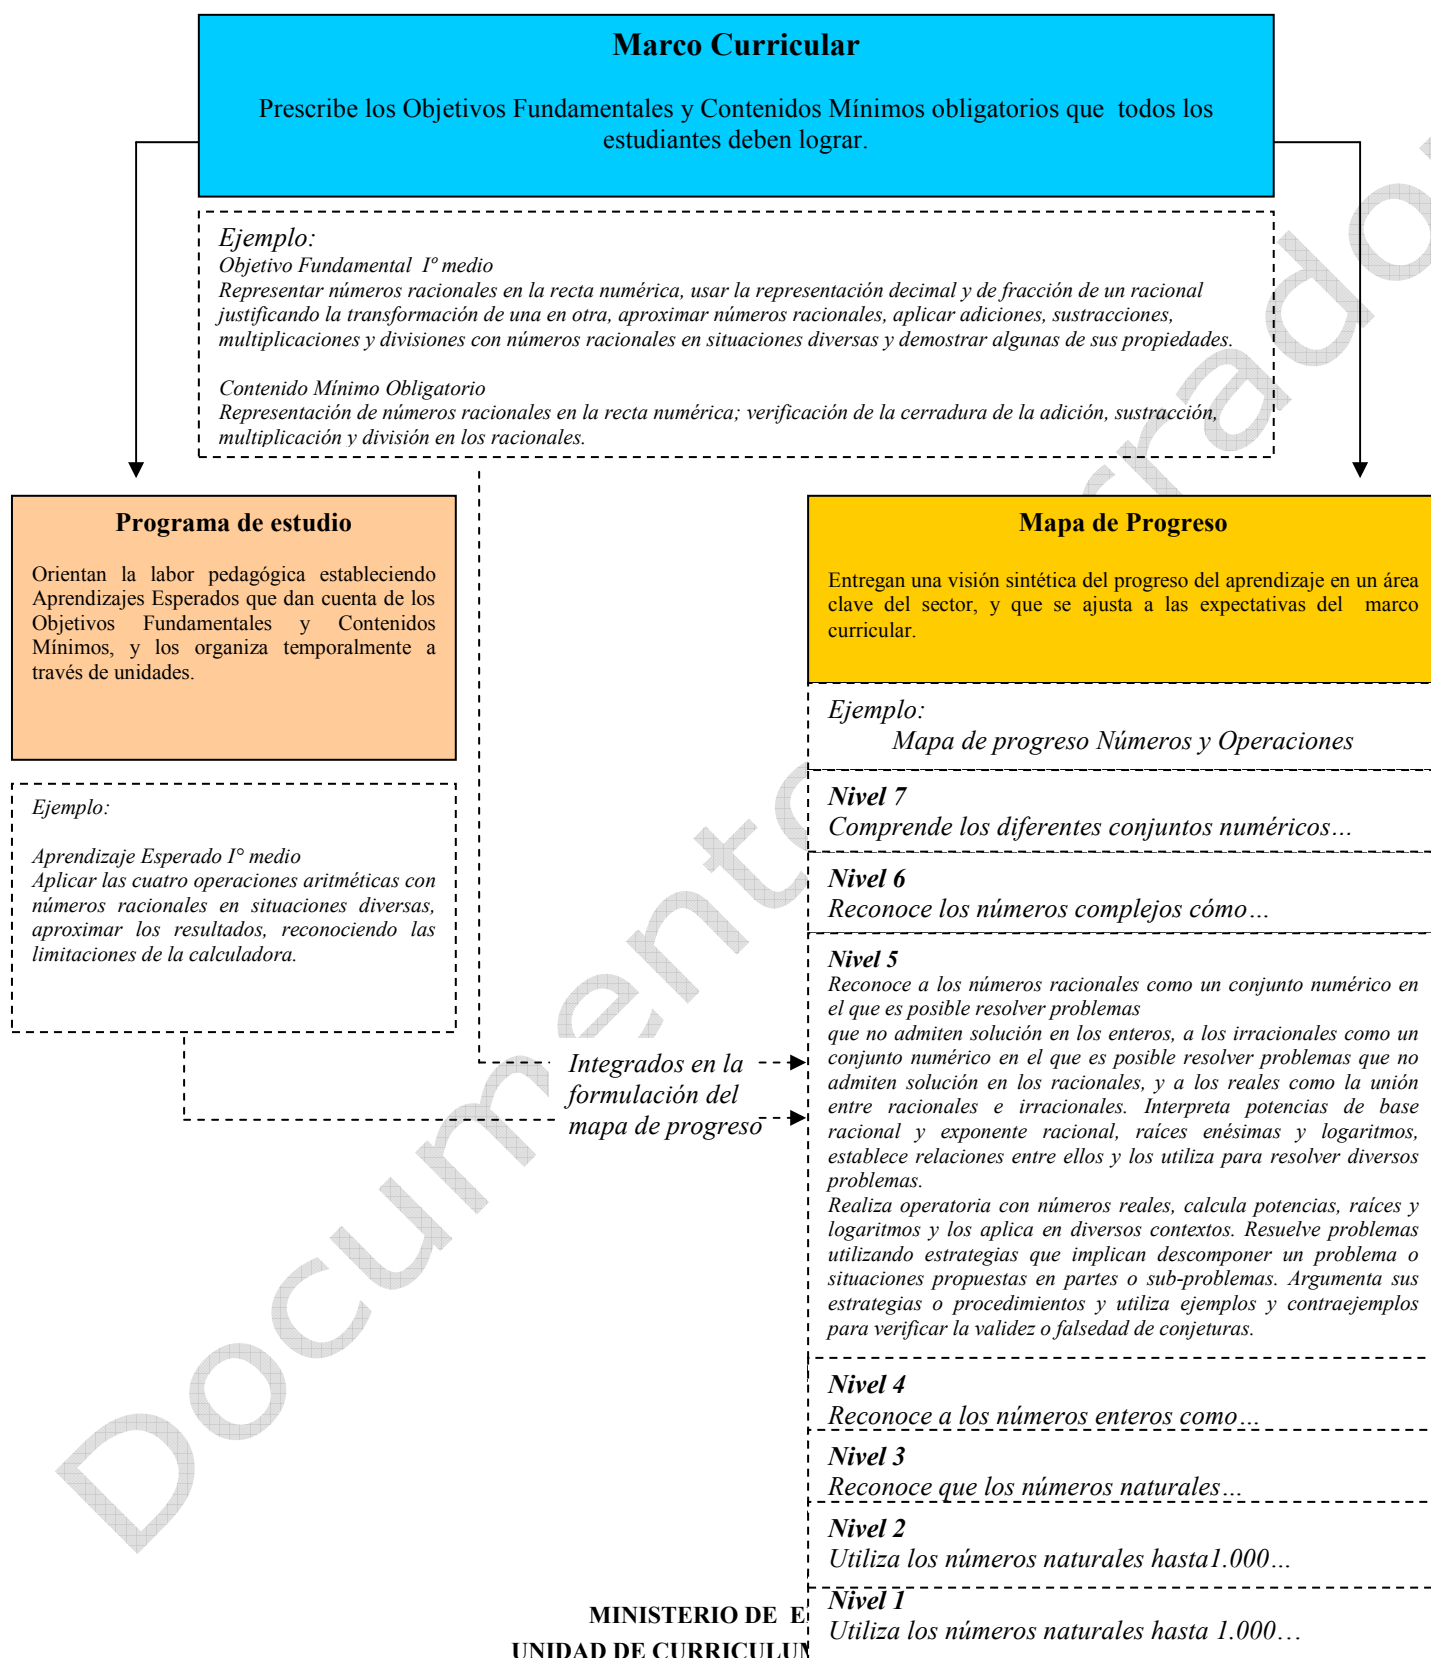 Marco Curricular
Prescribe los Objetivos Fundamentales y Contenidos Mínimos obligatorios que todos los
estudiantes deben lograr.
Ejemplo:
Objetivo Fundamental Iº medio
Representar números racionales en la recta numérica, usar la representación decimal y de fracción de un racional
justificando la transformación de una en otra, aproximar números racionales, aplicar adiciones, sustracciones,
multiplicaciones y divisiones con números racionales en situaciones diversas y demostrar algunas de sus propiedades.
Contenido Mínimo Obligatorio
Representación de números racionales en la recta numérica; verificación de la cerradura de la adición, sustracción,
multiplicación y división en los racionales.
Programa de estudio
Orientan la labor pedagógica estableciendo
Aprendizajes Esperados que dan cuenta de los
Objetivos Fundamentales y Contenidos
Mínimos, y los organiza temporalmente a
través de unidades.
Ejemplo:
Aprendizaje Esperado I° medio
Aplicar las cuatro operaciones aritméticas con
números racionales en situaciones diversas,
aproximar los resultados, reconociendo las
limitaciones de la calculadora.
Integrados en la
formulación del
mapa de progreso
Mapa de Progreso
Entregan una visión sintética del progreso del aprendizaje en un área
clave del sector, y que se ajusta a las expectativas del marco
curricular.
Ejemplo:
Mapa de progreso Números y Operaciones
Nivel 7
Comprende los diferentes conjuntos numéricos…
Nivel 6
Reconoce los números complejos cómo…
Nivel 5
Reconoce a los números racionales como un conjunto numérico en
el que es posible resolver problemas
que no admiten solución en los enteros, a los irracionales como un
conjunto numérico en el que es posible resolver problemas que no
admiten solución en los racionales, y a los reales como la unión
entre racionales e irracionales. Interpreta potencias de base
racional y exponente racional, raíces enésimas y logaritmos,
establece relaciones entre ellos y los utiliza para resolver diversos
problemas.
Realiza operatoria con números reales, calcula potencias, raíces y
logaritmos y los aplica en diversos contextos. Resuelve problemas
utilizando estrategias que implican descomponer un problema o
situaciones propuestas en partes o sub-problemas. Argumenta sus
estrategias o procedimientos y utiliza ejemplos y contraejemplos
para verificar la validez o falsedad de conjeturas.
Nivel 4
Reconoce a los números enteros como…
Nivel 3
Reconoce que los números naturales…
Nivel 2
Utiliza los números naturales hasta1.000…
Nivel 1
Utiliza los números naturales hasta 1.000…
MINISTERIO DE E
UNIDAD DE CURRICULUM
Documento